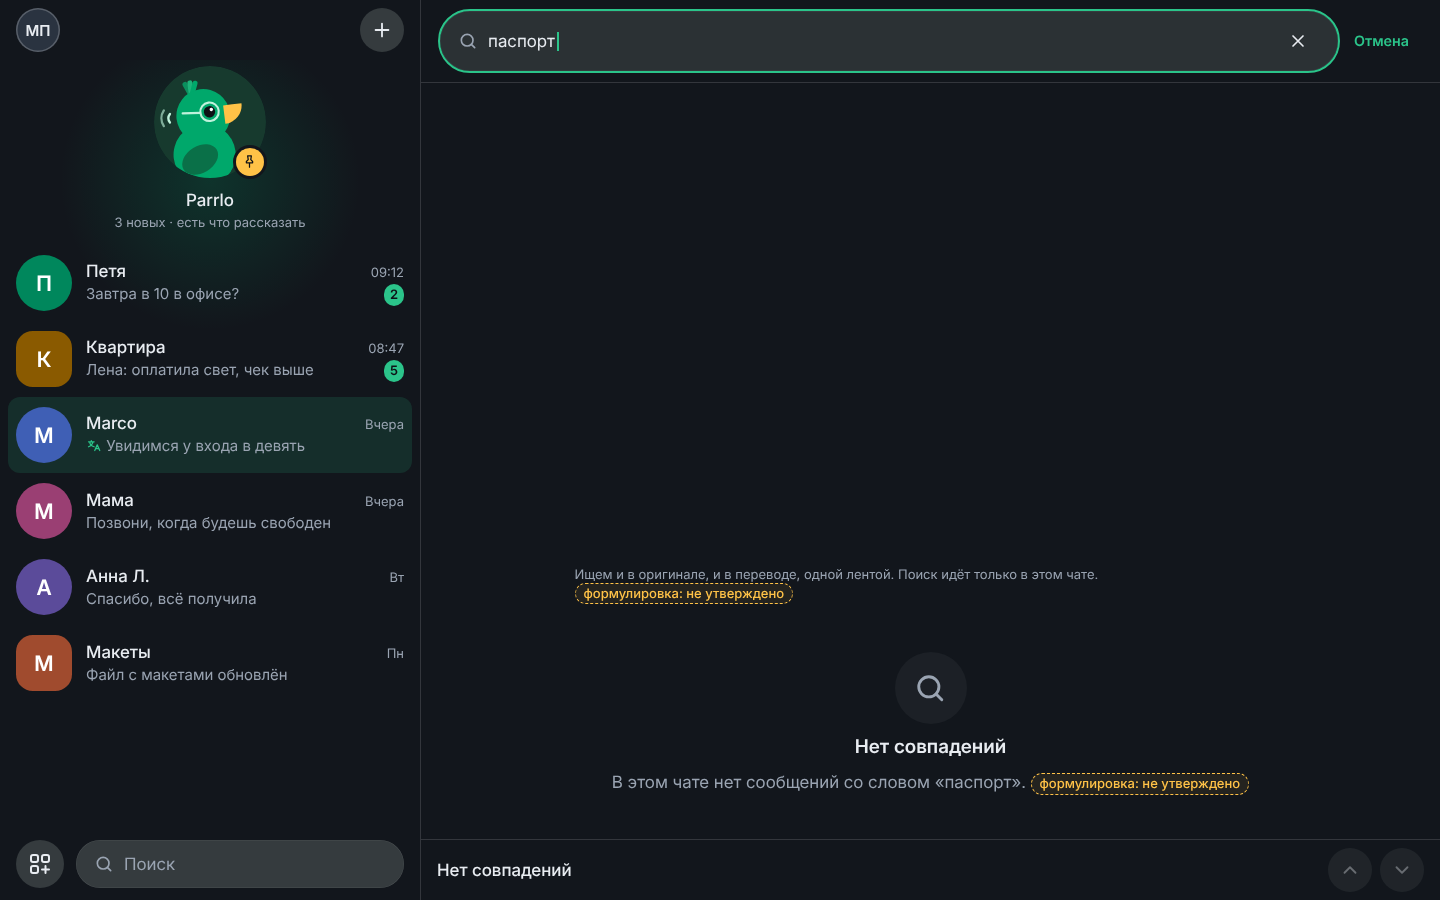 МП
Parrlo
3 новых · есть что рассказать
П
Петя
09:12
Завтра в 10 в офисе?
2
К
Квартира
08:47
Лена: оплатила свет, чек выше
5
М
Marco
Вчера
Увидимся у входа в девять
М
Мама
Вчера
Позвони, когда будешь свободен
А
Анна Л.
Вт
Спасибо, всё получила
М
Макеты
Пн
Файл с макетами обновлён
Поиск
паспорт
Отмена
Ищем и в оригинале, и в переводе, одной лентой. Поиск идёт только в этом чате.
формулировка: не утверждено
Нет совпадений
В этом чате нет сообщений со словом «паспорт». формулировка: не утверждено
Нет совпадений